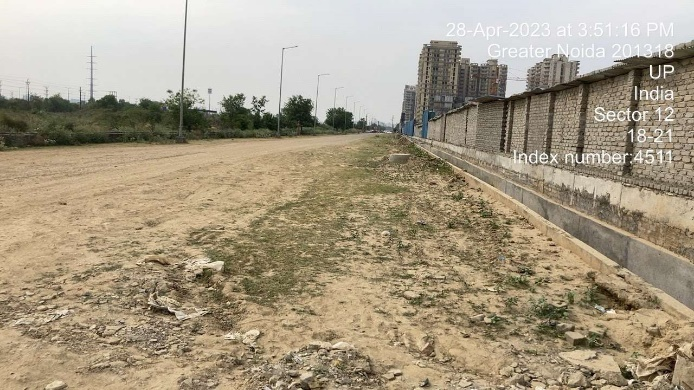 28-Apr-2023 at 3:51:16 PM
Greater Noida 201318
UP
India
Sector 12
18-21
Index number:4511